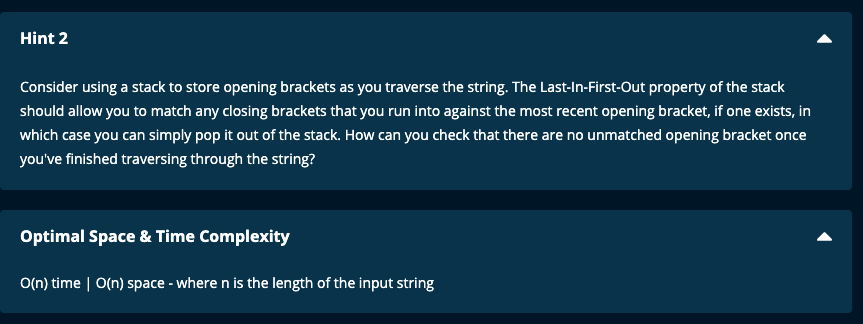 Hint 2
Consider using a stack to store opening brackets as you traverse the string. The Last-In-First-Out property of the stack
should allow you to match any closing brackets that you run into against the most recent opening bracket, if one exists, in
which case you can simply pop it out of the stack. How can you check that there are no unmatched opening bracket once
you've finished traversing through the string?
Optimal Space & Time Complexity
O(n) time | O(n) space - where n is the length of the input string